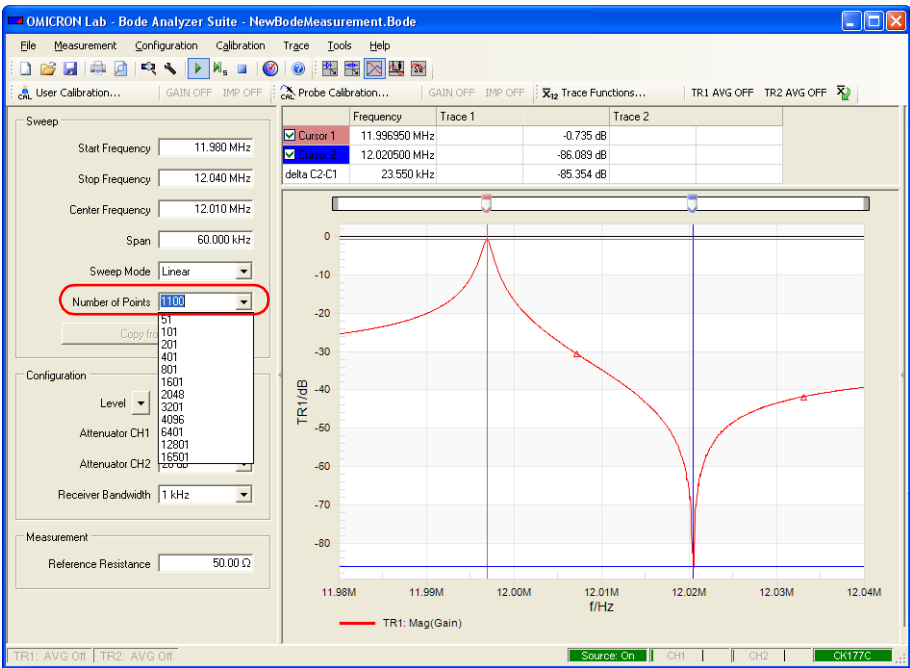 OMICRON Lab - Bode Analyzer Suite - NewBodeMeasurement.Bode
File Measurement Configuration Calibration Trace Tools Help
CAL User Calibration... GAIN OFF IMP OFF CAL Probe Calibration... GAIN OFF IMP OFF X12 Trace Functions... TR1 AVG OFF TR2 AVG OFF
Sweep
Start Frequency 11.980 MHz
Stop Frequency 12.040 MHz
Center Frequency 12.010 MHz
Span 60.000 kHz
Sweep Mode Linear
Number of Points 1100
51
101
201
401
801
1601
2048
3201
4096
6401
12801
16501
Copy fro
Configuration
Level
Attenuator CH1
Attenuator CH2 20 dB
Receiver Bandwidth 1 kHz
Measurement
Reference Resistance 50.00 Ω
Frequency Trace 1 Trace 2
Cursor 1 11.996950 MHz -0.735 dB
Cursor 2 12.020500 MHz -86.089 dB
delta C2-C1 23.550 kHz -85.354 dB
TR1/dB
0
-10
-20
-30
-40
-50
-60
-70
-80
11.98M 11.99M 12.00M 12.01M 12.02M 12.03M 12.04M
f/Hz
TR1: Mag(Gain)
TR1: AVG Off TR2: AVG Off Source: On CH1 CH2 CK177C